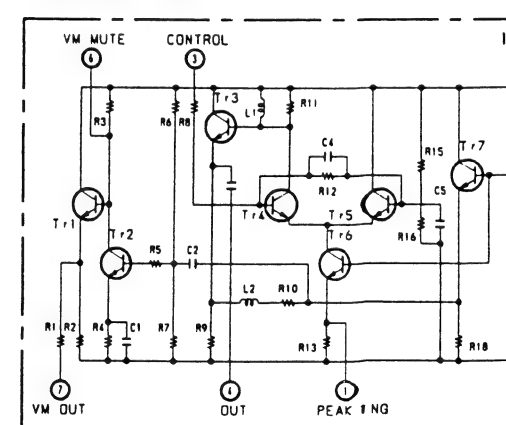 VM MUTE CONTROL
6 3
Tr3
R3 R6 R8 L1 R11
Tr7
C4
R15
R12 C5
Tr1 Tr4 Tr5
Tr2 Tr6 R16
R5 C2
L2 R10
R1 R2 R4 C1 R7 R9 R13 R18
7 4 1
VM OUT OUT PEAKING